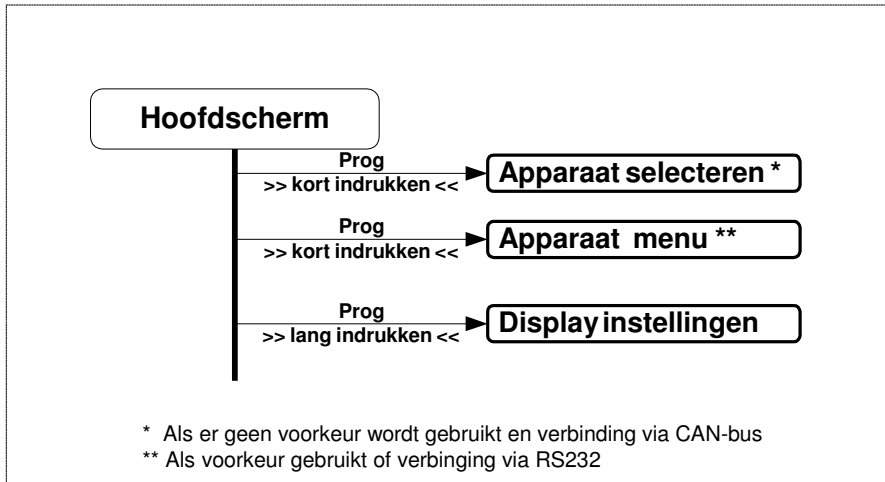 Hoofdscherm
Prog
>> kort indrukken <<
Apparaat selecteren *
Prog
>> kort indrukken <<
Apparaat menu **
Prog
>> lang indrukken <<
Display instellingen
* Als er geen voorkeur wordt gebruikt en verbinding via CAN-bus
** Als voorkeur gebruikt of verbinging via RS232